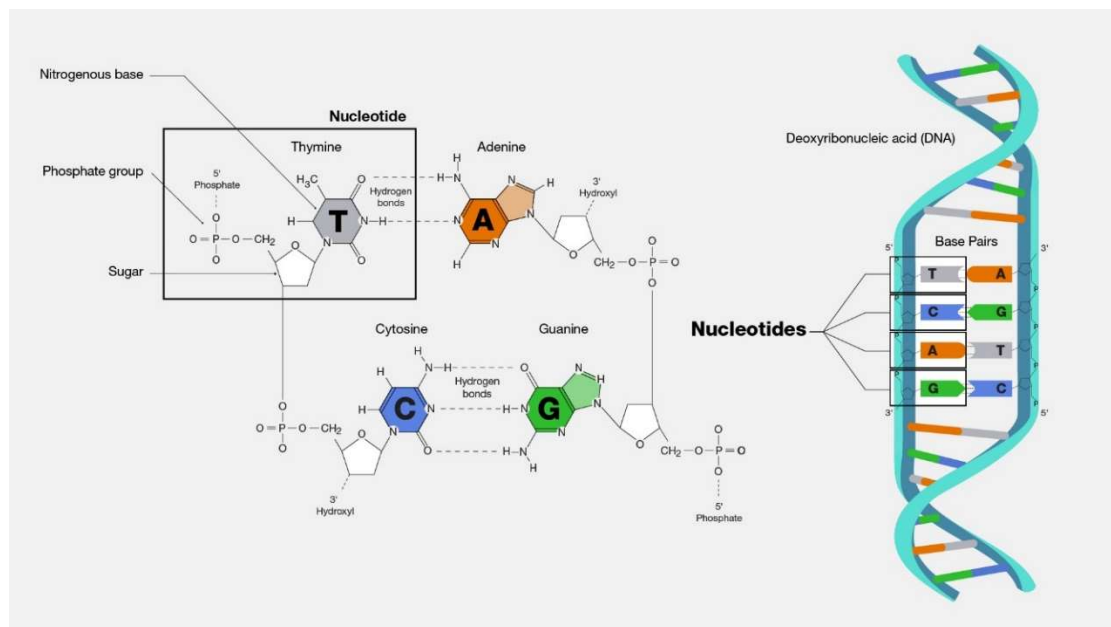 Nitrogenous base
Nucleotide
Thymine
Adenine
Phosphate group
5'
Phosphate
H₃C
O
H
H
N
N
H
3'
Hydroxyl
Hydrogen
bonds
O
O
P
O
O
CH₂
O
H
T
N
H
N
O
N
A
N
N
H
O
CH₂
O
P
O
O
O
Sugar
Cytosine
Guanine
H
N
H
O
N
H
Hydrogen
bonds
H
H
C
N
H
N
G
N
N
O
N
O
P
O
O
O
CH₂
O
N
O
H
N
H
O
CH₂
O
P
O
O
O
3'
Hydroxyl
5'
Phosphate
Deoxyribonucleic acid (DNA)
5'
Base Pairs
3'
P
T A
P
C G
P
Nucleotides
A T
P
G C
3'
5'
P
P
P
P